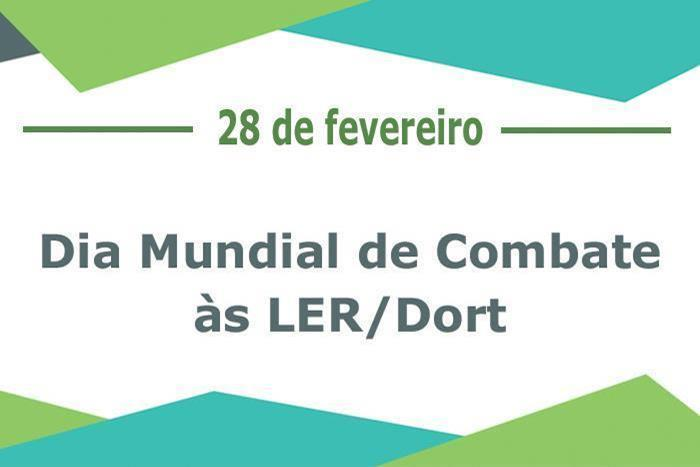 28 de fevereiro
Dia Mundial de Combate
às LER/Dort